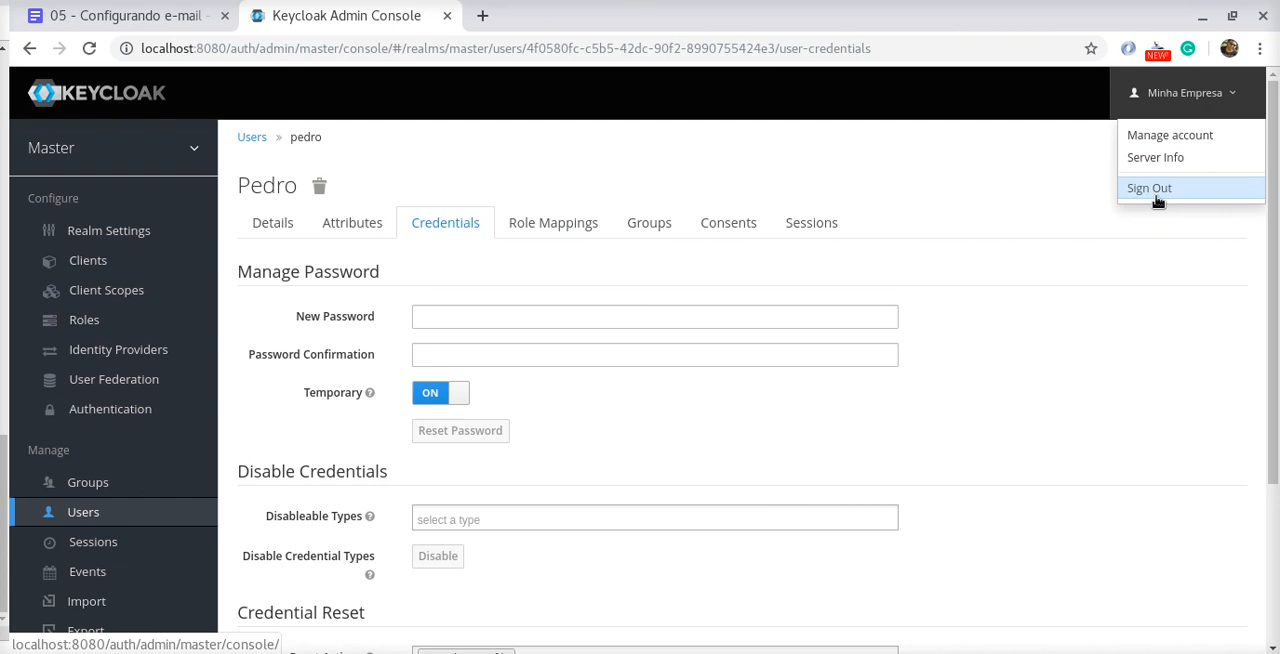 05 - Configurando e-mail -
Keycloak Admin Console
localhost:8080/auth/admin/master/console/#/realms/master/users/4f0580fc-c5b5-42dc-90f2-8990755424e3/user-credentials
NEW!
KEYCLOAK
Minha Empresa
Manage account
Server Info
Sign Out
Master
Configure
Realm Settings
Clients
Client Scopes
Roles
Identity Providers
User Federation
Authentication
Manage
Groups
Users
Sessions
Events
Import
Export
Users » pedro
Pedro
Details Attributes Credentials Role Mappings Groups Consents Sessions
Manage Password
New Password
Password Confirmation
Temporary ON
Reset Password
Disable Credentials
Disableable Types select a type
Disable Credential Types Disable
Credential Reset
localhost:8080/auth/admin/master/console/